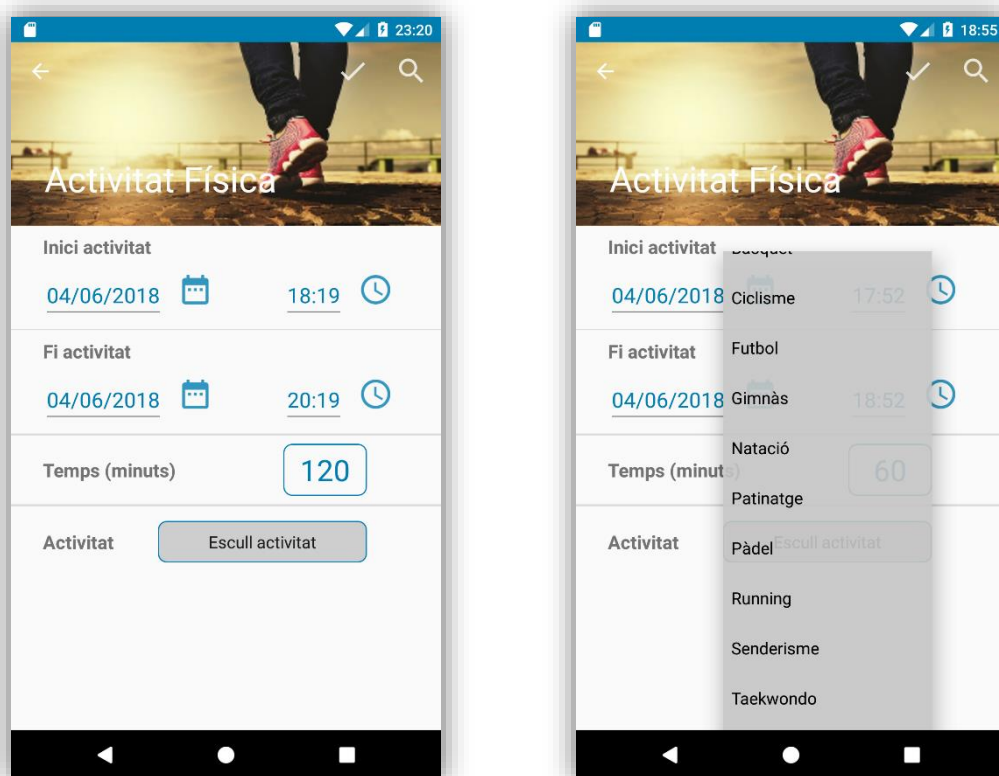 23:20
Activitat Física
Inici activitat
04/06/2018 18:19
Fi activitat
04/06/2018 20:19
Temps (minuts) 120
Activitat Escull activitat
18:55
Activitat Física
Inici activitat
Bàsquet
04/06/2018 17:52
Ciclisme
Fi activitat
Futbol
04/06/2018 18:52
Gimnàs
Natació
Temps (minuts) 60
Patinatge
Activitat Escull activitat
Pàdel
Running
Senderisme
Taekwondo